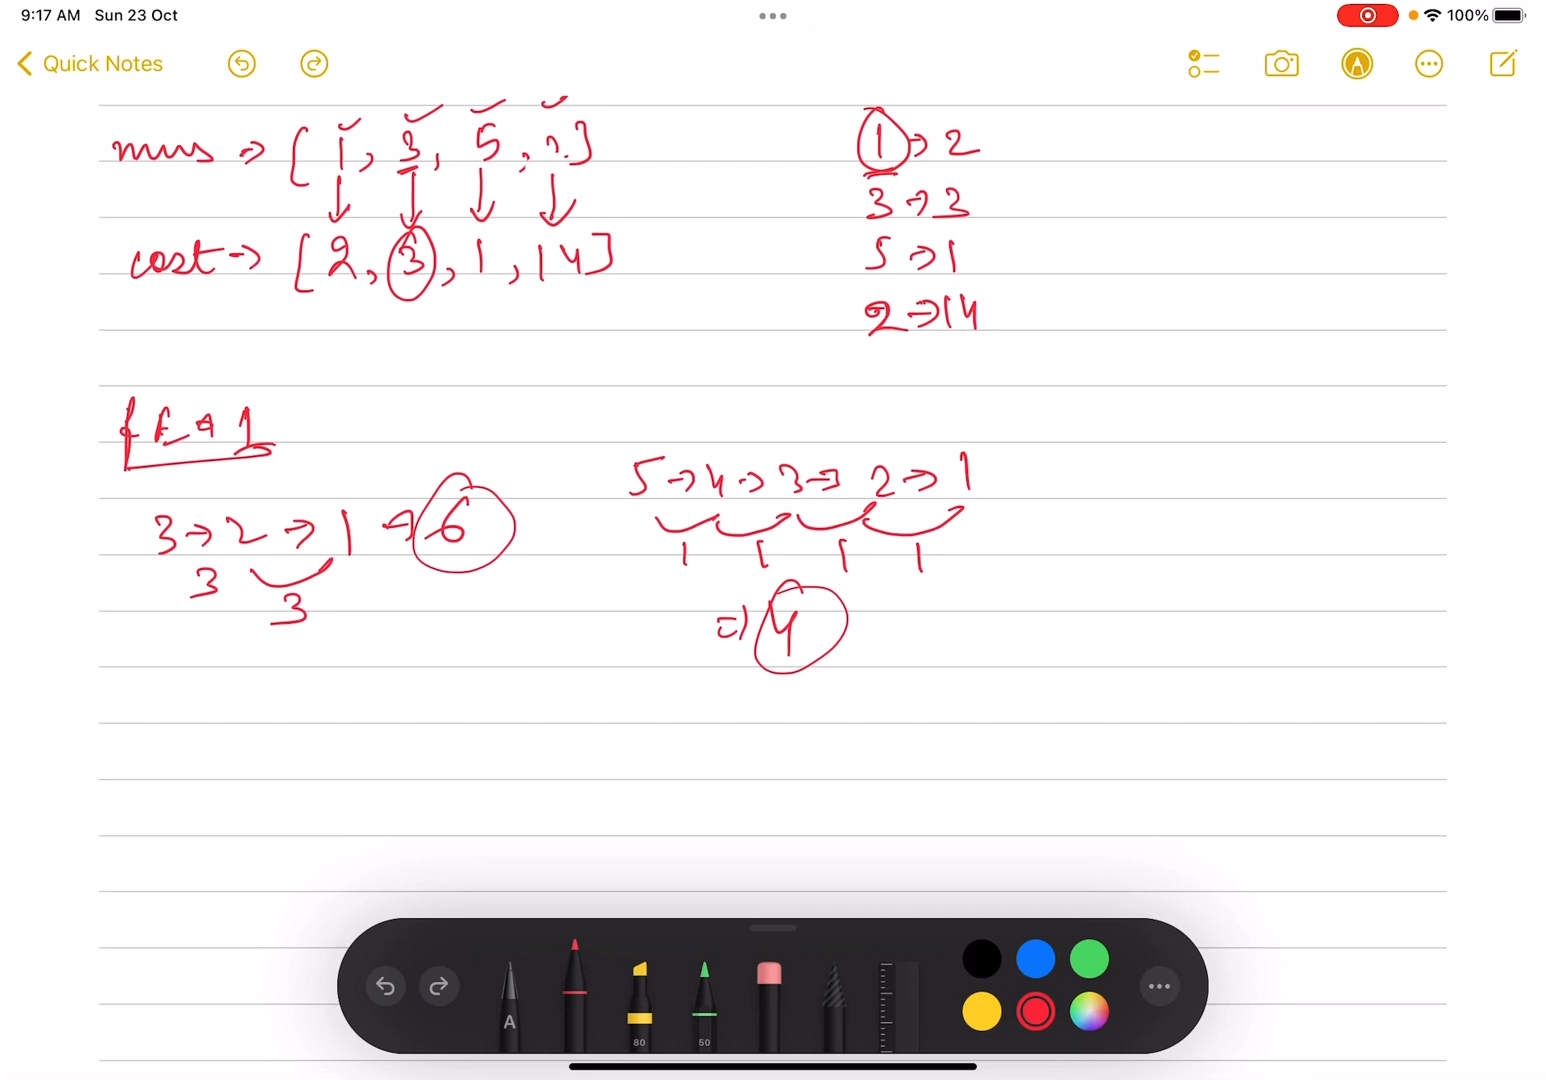 9:17 AM Sun 23 Oct
100%
Quick Notes
nums → [1, 3, 5, 2]
cost → [2, 3, 1, 14]
1 → 2
3 → 3
5 → 1
2 → 14
1
3 → 2 → 1 → 6
3
3
5 → 4 → 3 → 2 → 1
1 1 1 1
⇒ 4
A
80
50